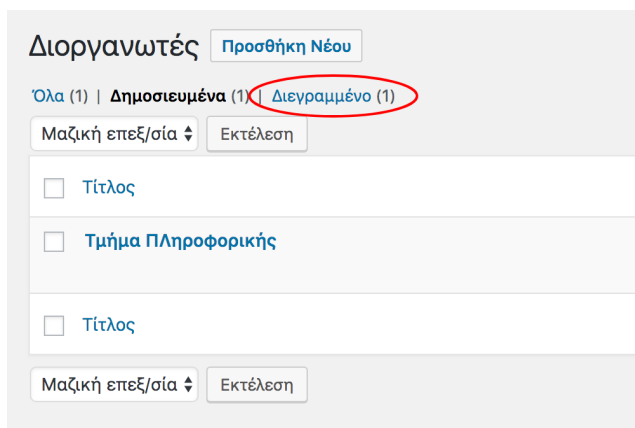 Διοργανωτές Προσθήκη Νέου
Όλα (1) | Δημοσιευμένα (1) | Διεγραμμένο (1)
Μαζική επεξ/σία Εκτέλεση
Τίτλος
Τμήμα ΠΛηροφορικής
Τίτλος
Μαζική επεξ/σία Εκτέλεση